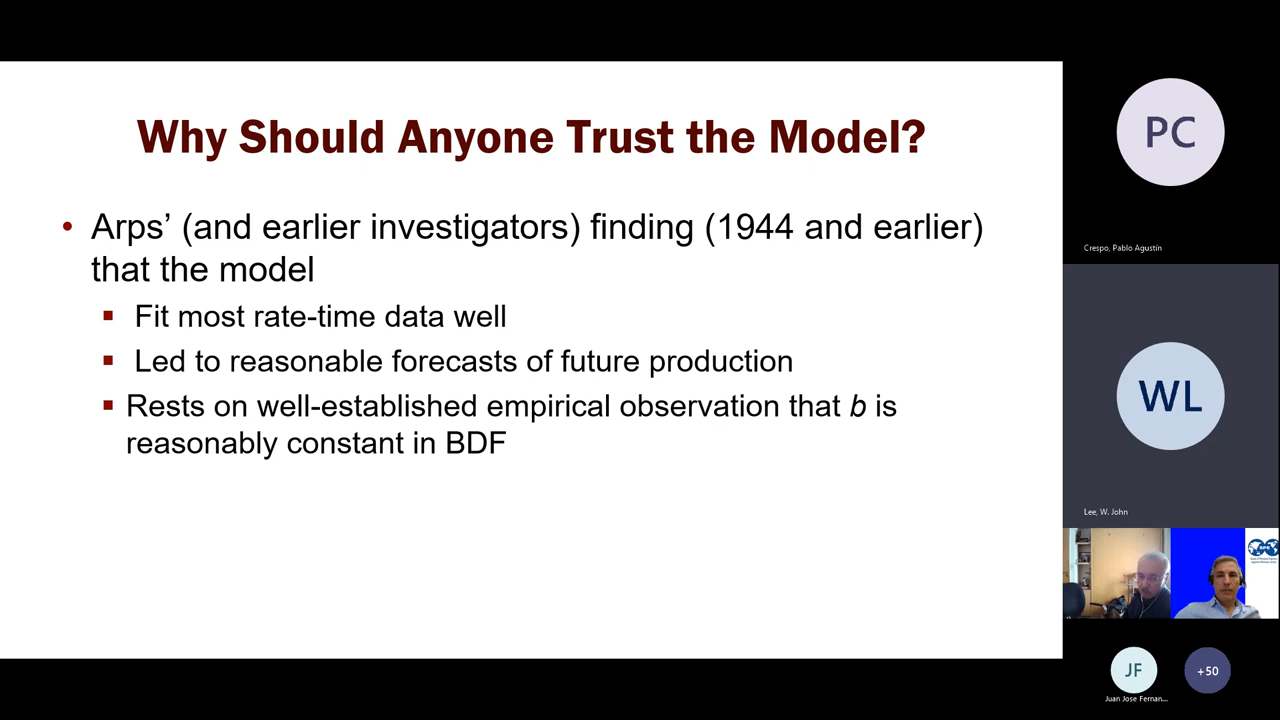 Why Should Anyone Trust the Model?
• Arps’ (and earlier investigators) finding (1944 and earlier)
that the model
▪ Fit most rate-time data well
▪ Led to reasonable forecasts of future production
▪ Rests on well-established empirical observation that b is
reasonably constant in BDF
PC
Crespo, Pablo Agustín
WL
Lee, W. John
JF
Juan Jose Fernan...
+50